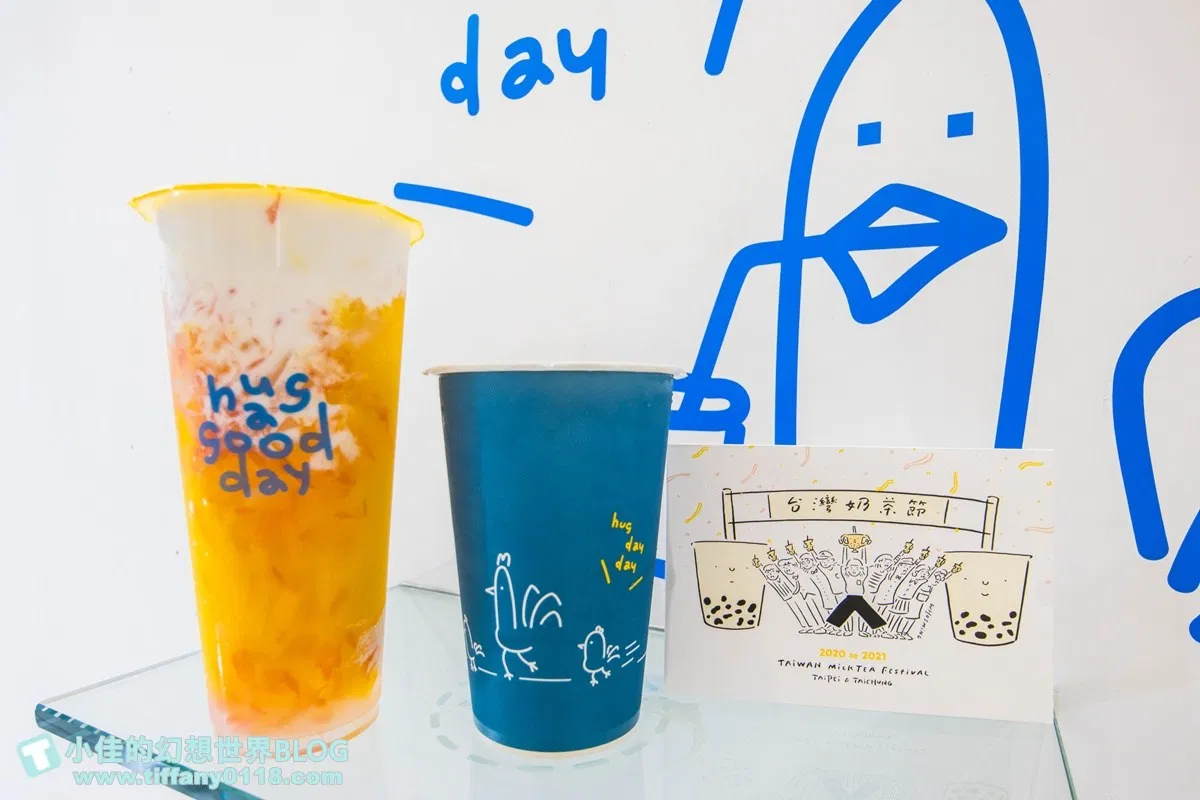 day
hug
a
good
day
hug
day
day
台灣奶茶節
2020 to 2021
TAIWAN MILKTEA FESTIVAL
TAIPEI & TAICHUNG
小佳的幻想世界BLOG
www.tiffany0118.com